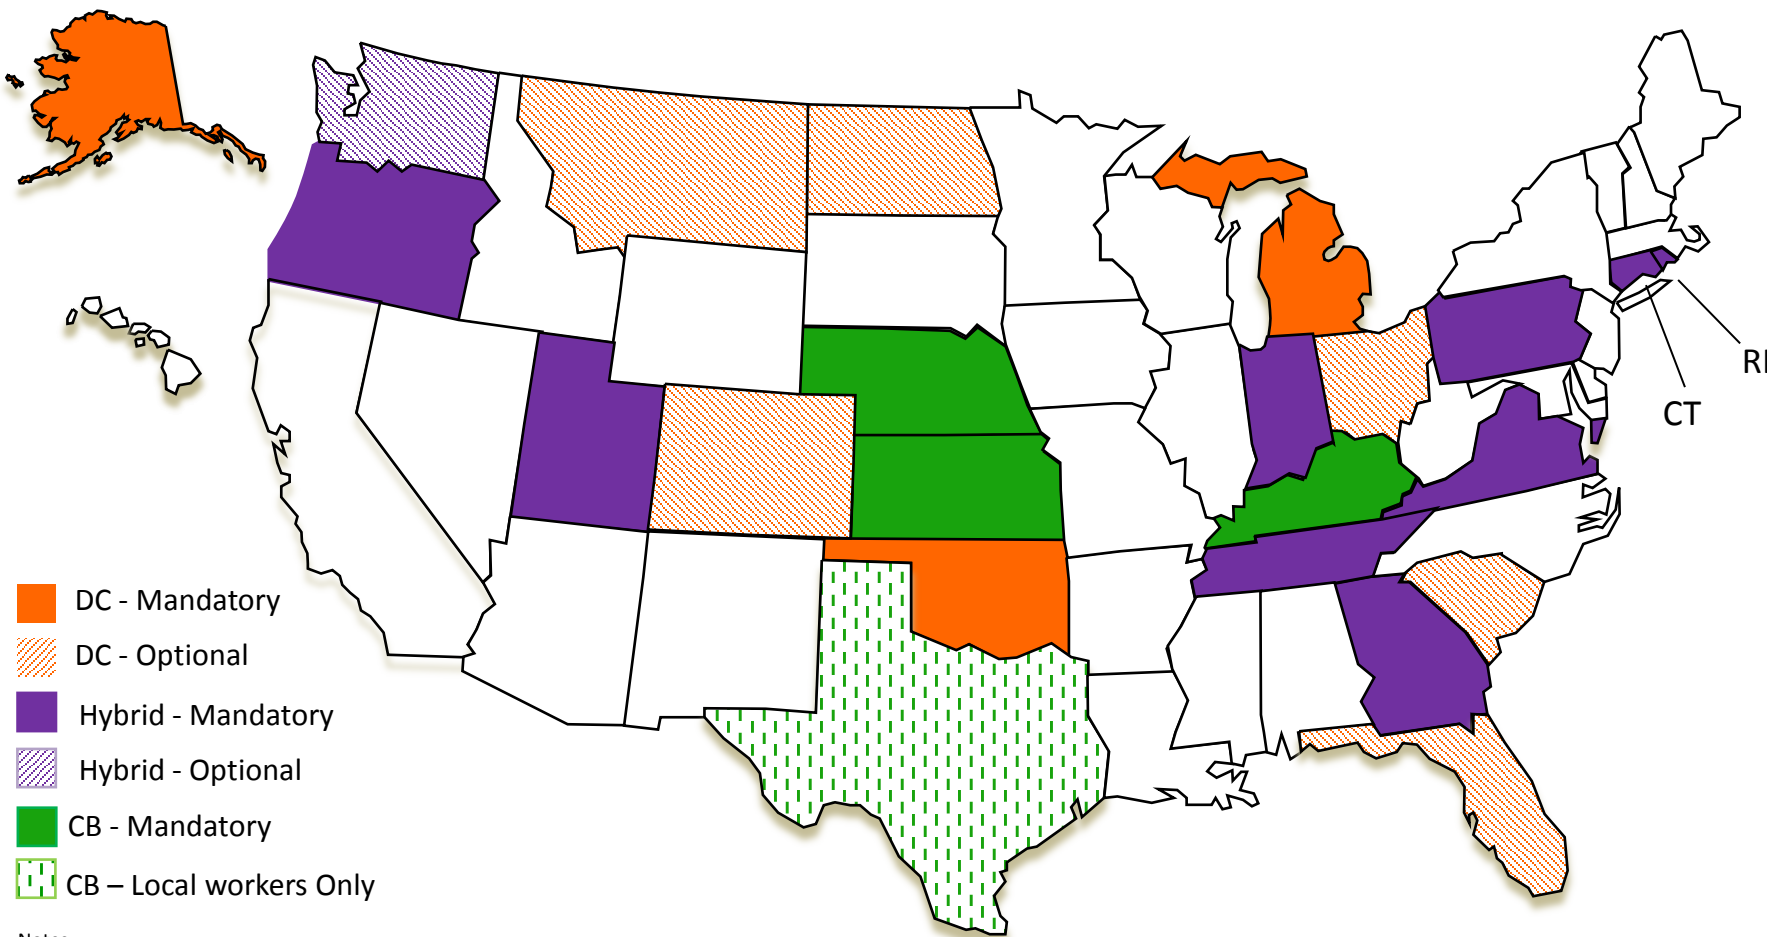 RI
CT
DC - Mandatory
DC - Optional
Hybrid - Mandatory
Hybrid - Optional
CB - Mandatory
CB – Local workers Only